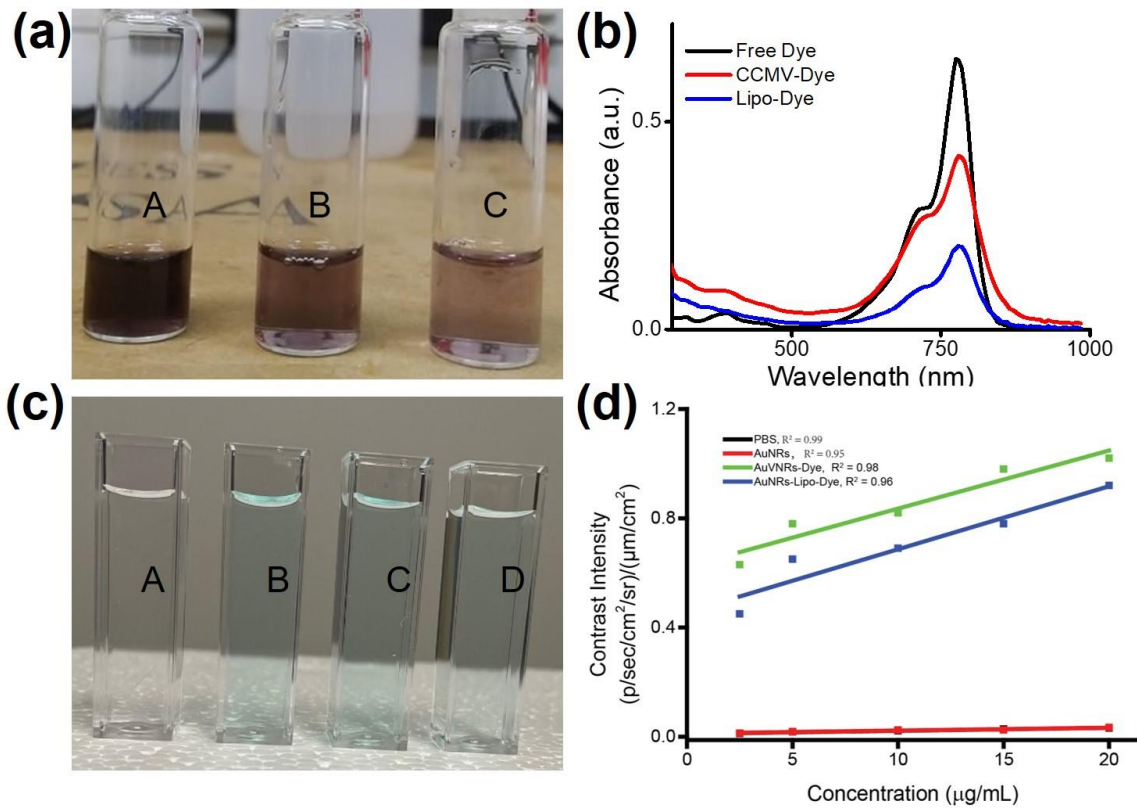 (a)
A
B
C
(b)
Free Dye
CCMV-Dye
Lipo-Dye
0.5
0.0
Absorbance (a.u.)
500
750
1000
Wavelength (nm)
(c)
A
B
C
D
(d)
1.2
0.8
0.4
0.0
Contrast Intensity
(p/sec/cm²/sr)/(μm/cm²)
PBS, R² = 0.99
AuNRs, R² = 0.95
AuVNRs-Dye, R² = 0.98
AuNRs-Lipo-Dye, R² = 0.96
0
5
10
15
20
Concentration (μg/mL)